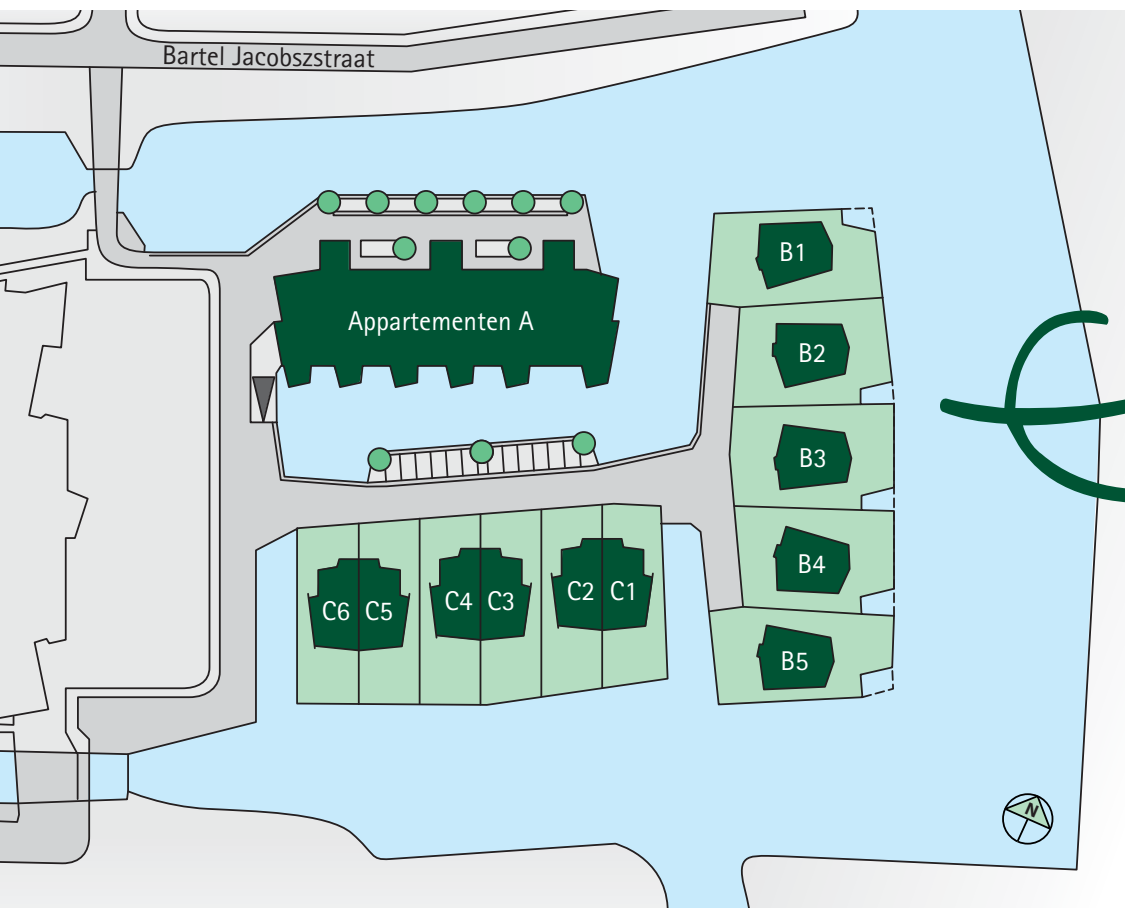 Bartel Jacobszstraat
B1
Appartementen A
B2
B3
B4
C6 C5 C4 C3 C2 C1
B5
N